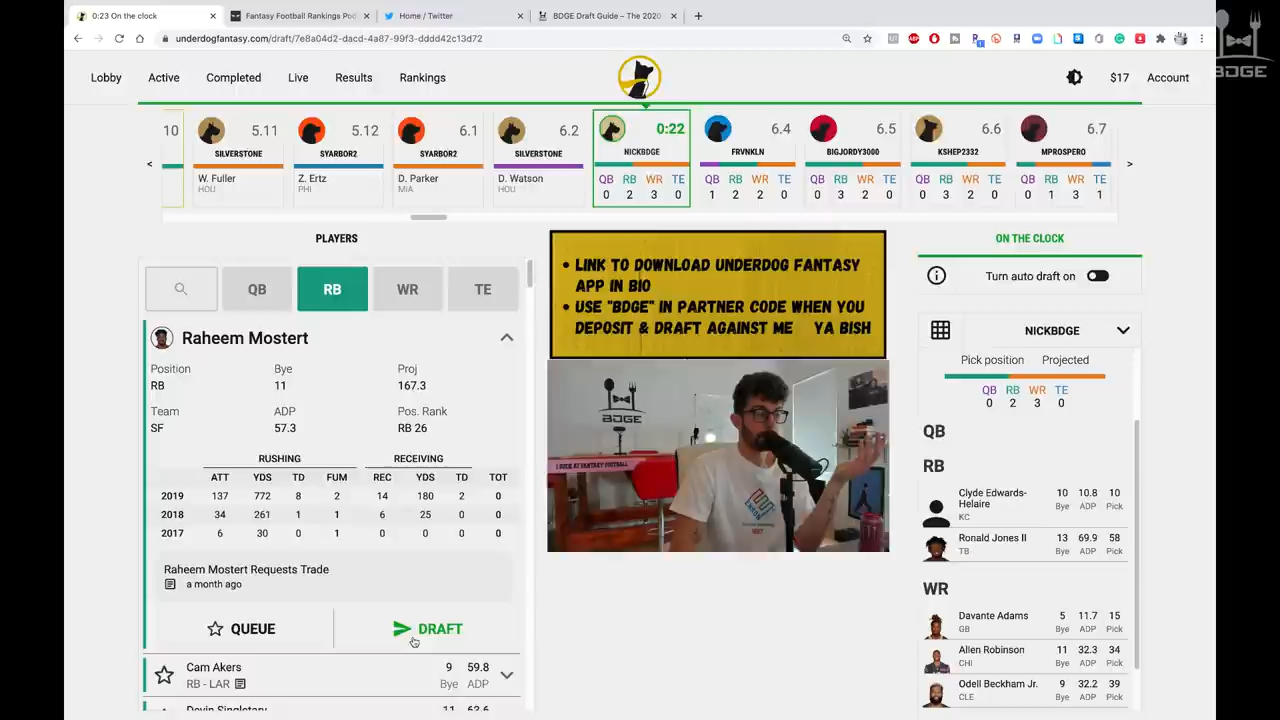 0:23 On the clock
Fantasy Football Rankings Pod
Home / Twitter
BDGE Draft Guide – The 2020
underdogfantasy.com/draft/7e8a04d2-dacd-4a87-99f3-dddd42c13d72
BDGE
Lobby Active Completed Live Results Rankings $17 Account
10 5.11 5.12 6.1 6.2 0:22 6.4 6.5 6.6 6.7
SILVERSTONE SYARBOR2 SYARBOR2 SILVERSTONE NICKBDGE FRVNKLN BIGJORDY3000 KSHEP2332 MPROSPERO
W. Fuller Z. Ertz D. Parker D. Watson QB RB WR TE QB RB WR TE QB RB WR TE QB RB WR TE QB RB WR TE
HOU PHI MIA HOU 0 2 3 0 1 2 2 0 0 3 2 0 0 3 2 0 0 1 3 1
PLAYERS
QB RB WR TE
Raheem Mostert
Position Bye Proj
RB 11 167.3
Team ADP Pos. Rank
SF 57.3 RB 26
RUSHING RECEIVING
ATT YDS TD FUM REC YDS TD TOT
2019 137 772 8 2 14 180 2 0
2018 34 261 1 1 6 25 0 0
2017 6 30 0 1 0 0 0 0
Raheem Mostert Requests Trade
a month ago
QUEUE DRAFT
Cam Akers 9 59.8
RB - LAR Bye ADP
Devin Singletary 11 63.6
• LINK TO DOWNLOAD UNDERDOG FANTASY
APP IN BIO
• USE "BDGE" IN PARTNER CODE WHEN YOU
DEPOSIT & DRAFT AGAINST ME YA BISH
BDGE
I SUCK AT FANTASY FOOTBALL
ON THE CLOCK
Turn auto draft on
NICKBDGE
Pick position Projected
QB RB WR TE
0 2 3 0
QB
RB
Clyde Edwards-Helaire 10 10.8 10
KC Bye ADP Pick
Ronald Jones II 13 69.9 58
TB Bye ADP Pick
WR
Davante Adams 5 11.7 15
GB Bye ADP Pick
Allen Robinson 11 32.3 34
CHI Bye ADP Pick
Odell Beckham Jr. 9 32.2 39
CLE Bye ADP Pick